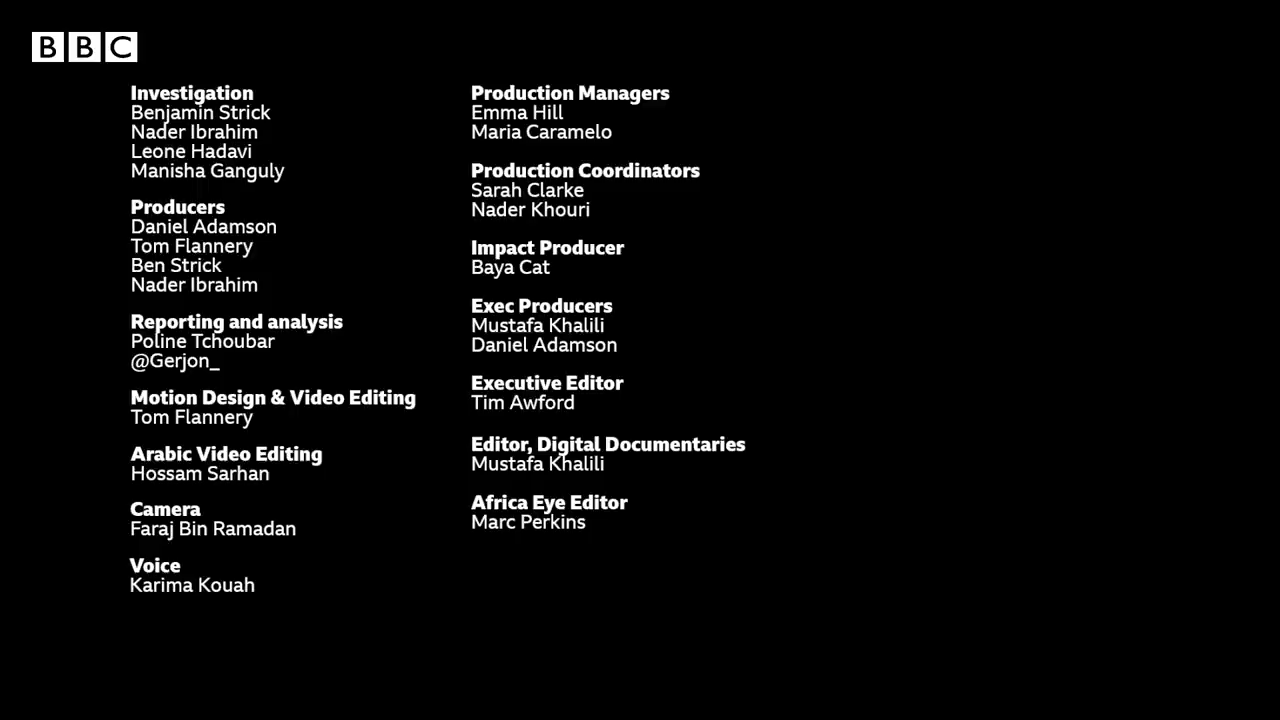 BBC
Investigation
Benjamin Strick
Nader Ibrahim
Leone Hadavi
Manisha Ganguly
Producers
Daniel Adamson
Tom Flannery
Ben Strick
Nader Ibrahim
Reporting and analysis
Poline Tchoubar
@Gerjon_
Motion Design & Video Editing
Tom Flannery
Arabic Video Editing
Hossam Sarhan
Camera
Faraj Bin Ramadan
Voice
Karima Kouah
Production Managers
Emma Hill
Maria Caramelo
Production Coordinators
Sarah Clarke
Nader Khouri
Impact Producer
Baya Cat
Exec Producers
Mustafa Khalili
Daniel Adamson
Executive Editor
Tim Awford
Editor, Digital Documentaries
Mustafa Khalili
Africa Eye Editor
Marc Perkins